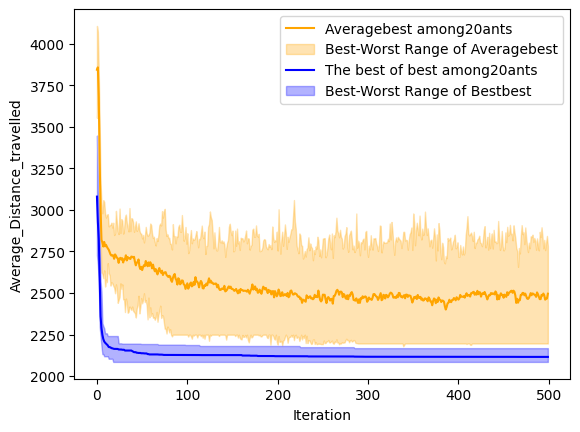 Averagebest among20ants
Best-Worst Range of Averagebest
The best of best among20ants
Best-Worst Range of Bestbest
Average_Distance_travelled
4000
3750
3500
3250
3000
2750
2500
2250
2000
0
100
200
300
400
500
Iteration